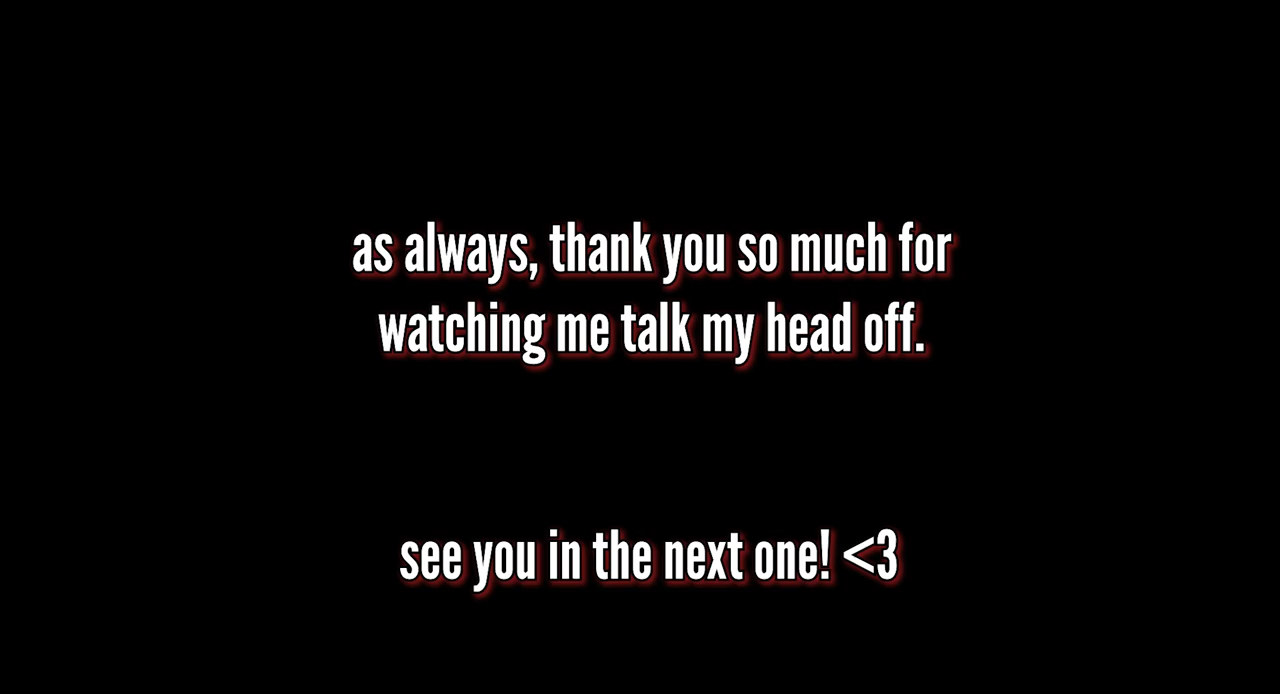 as always, thank you so much for
watching me talk my head off.
see you in the next one! <3